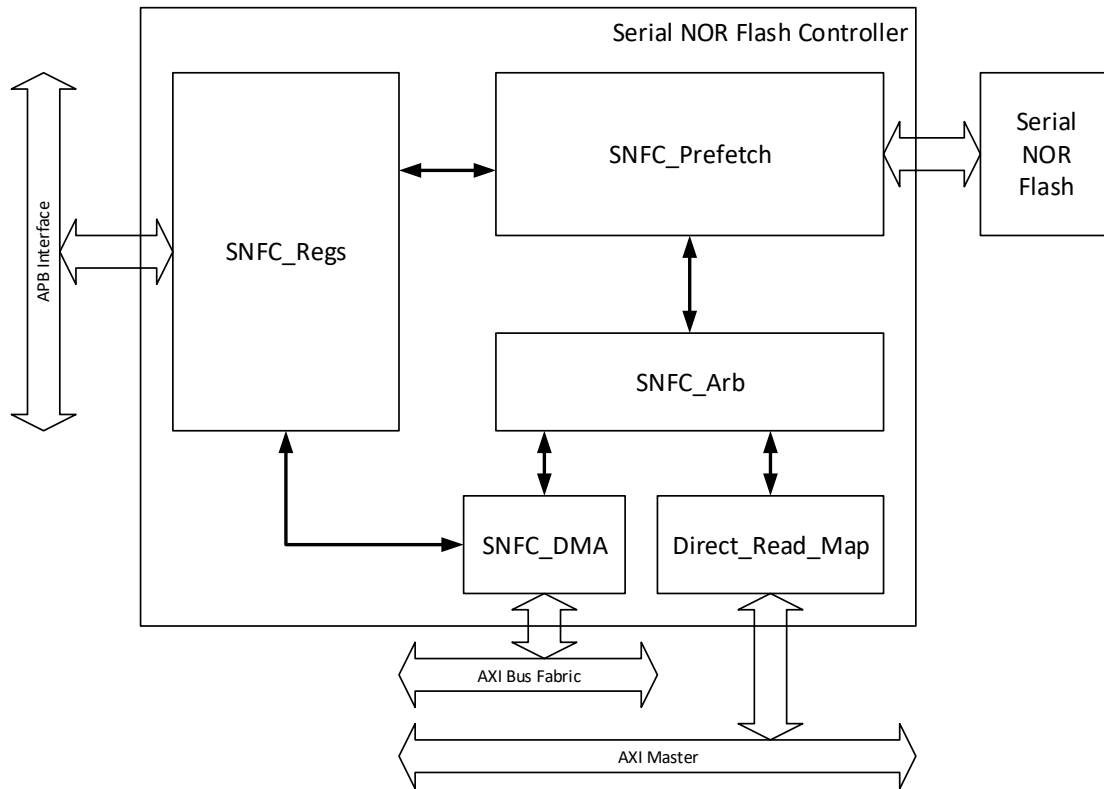 Serial NOR Flash Controller
SNFC_Prefetch
Serial
NOR
Flash
APB Interface
SNFC_Regs
SNFC_Arb
SNFC_DMA
Direct_Read_Map
AXI Bus Fabric
AXI Master